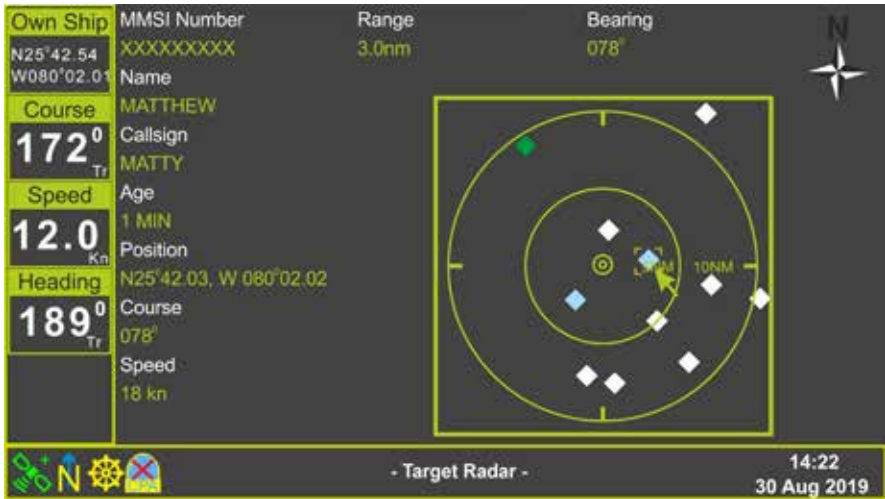 Own Ship
N25°42.54
W080°02.01
Course
172° Tr
Speed
12.0 Kn
Heading
189° Tr
MMSI Number
XXXXXXXXX
Name
MATTHEW
Callsign
MATTY
Age
1 MIN
Position
N25°42.03, W 080°02.02
Course
078°
Speed
18 kn
Range
3.0nm
Bearing
078°
N
10NM
N
CPA
- Target Radar -
14:22
30 Aug 2019